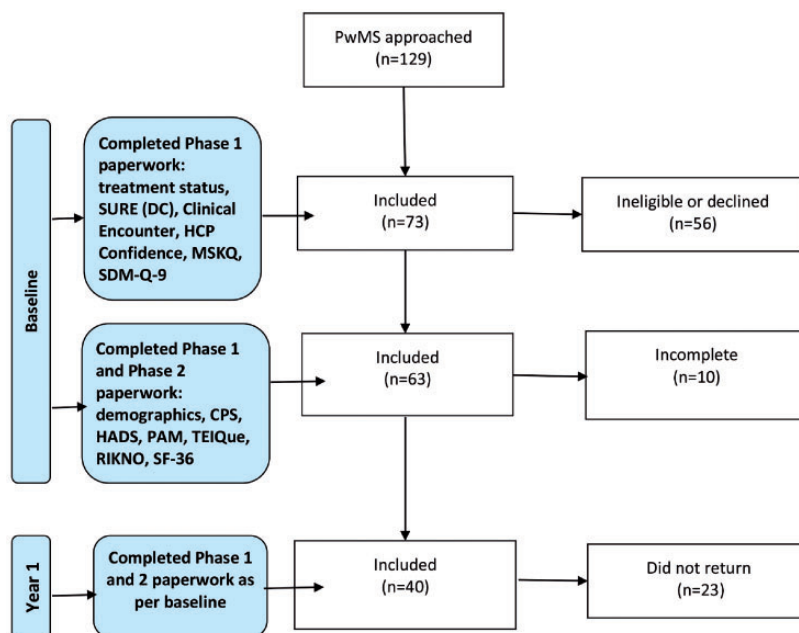 PwMS approached
(n=129)
Baseline
Completed Phase 1
paperwork:
treatment status,
SURE (DC), Clinical
Encounter, HCP
Confidence, MSKQ,
SDM-Q-9
Included
(n=73)
Ineligible or declined
(n=56)
Completed Phase 1
and Phase 2
paperwork:
demographics, CPS,
HADS, PAM, TEIQue,
RIKNO, SF-36
Included
(n=63)
Incomplete
(n=10)
Year 1
Completed Phase 1
and 2 paperwork as
per baseline
Included
(n=40)
Did not return
(n=23)